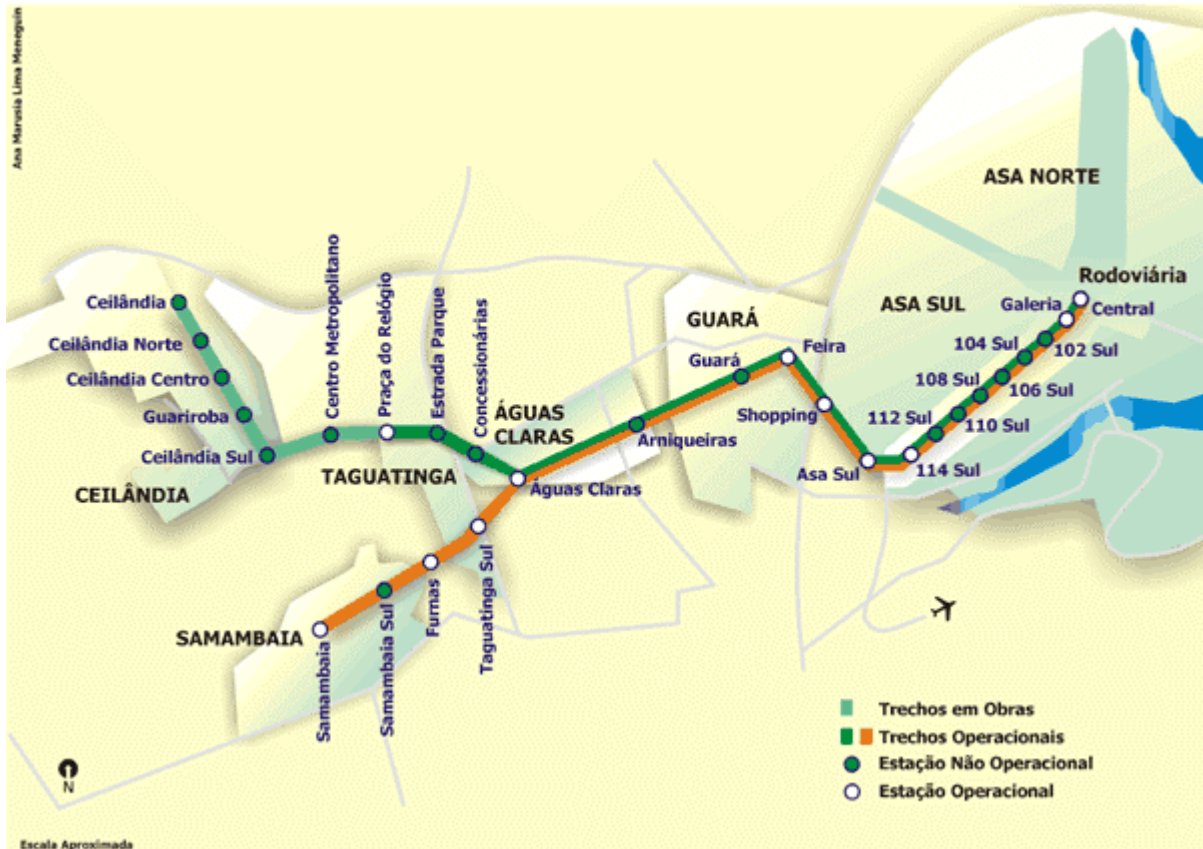 Ana Marusia Lima Meneguin
ASA NORTE
Rodoviária
Central
Galeria
ASA SUL
102 Sul
104 Sul
106 Sul
108 Sul
110 Sul
112 Sul
114 Sul
Asa Sul
Shopping
Feira
GUARÁ
Guará
Arniqueiras
ÁGUAS
CLARAS
Águas Claras
Concessionárias
Estrada Parque
Praça do Relógio
Centro Metropolitano
TAGUATINGA
Ceilândia
Ceilândia Norte
Ceilândia Centro
Guariroba
Ceilândia Sul
CEILÂNDIA
Taguatinga Sul
Furnas
Samambaia Sul
Samambaia
SAMAMBAIA
Trechos em Obras
Trechos Operacionais
Estação Não Operacional
Estação Operacional
N
Escala Aproximada